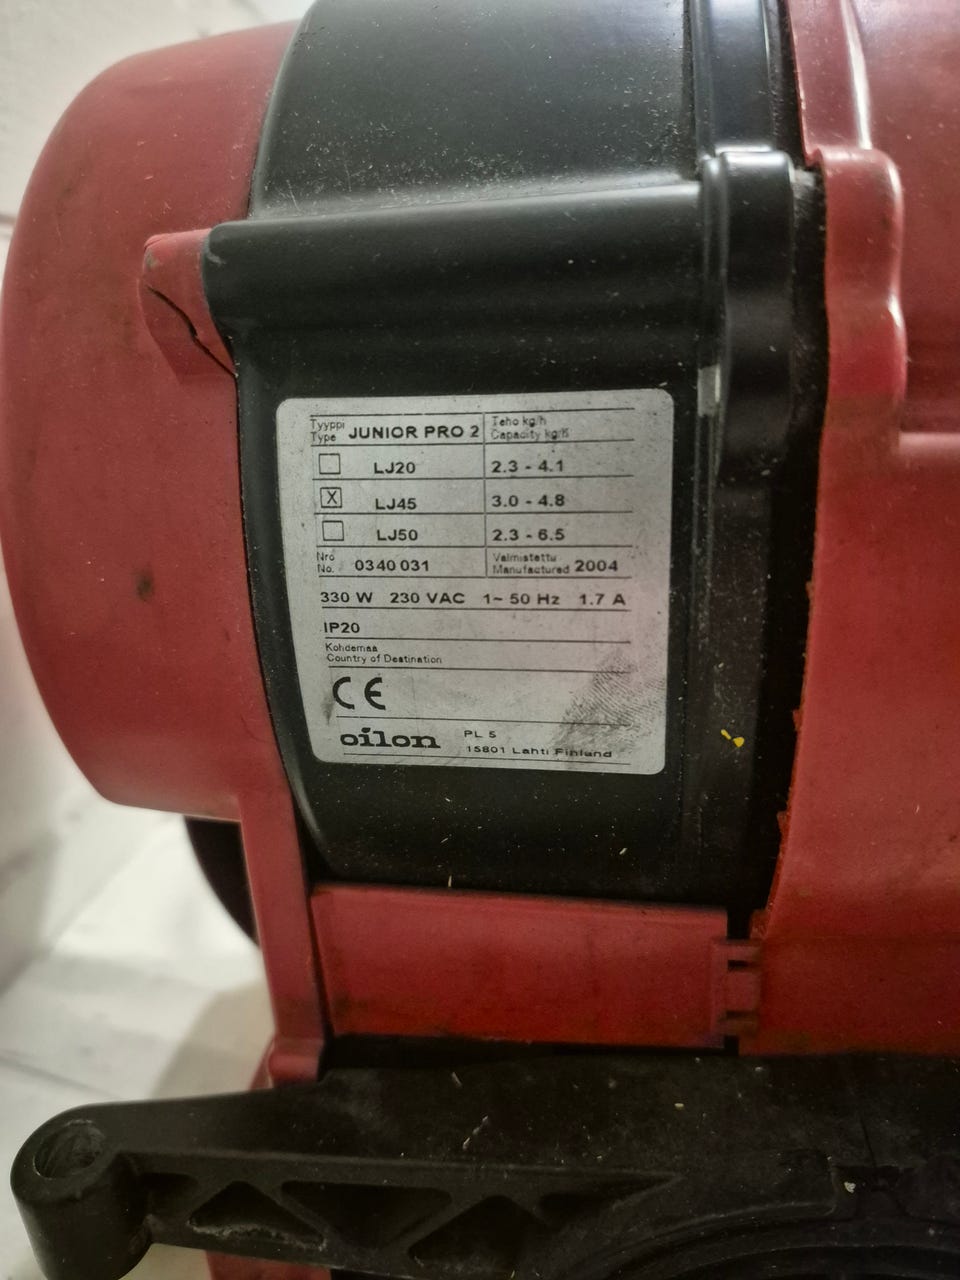 Tyyppi Teho kg/h
Type JUNIOR PRO 2 Capacity kg/h
LJ20 2.3 - 4.1
X LJ45 3.0 - 4.8
LJ50 2.3 - 6.5
Nro Valmistettu
No. 0340 031 Manufactured 2004
330 W 230 VAC 1~ 50 Hz 1.7 A
IP20
Kohdemaa
Country of Destination
CE
oilon PL 5
15801 Lahti Finland